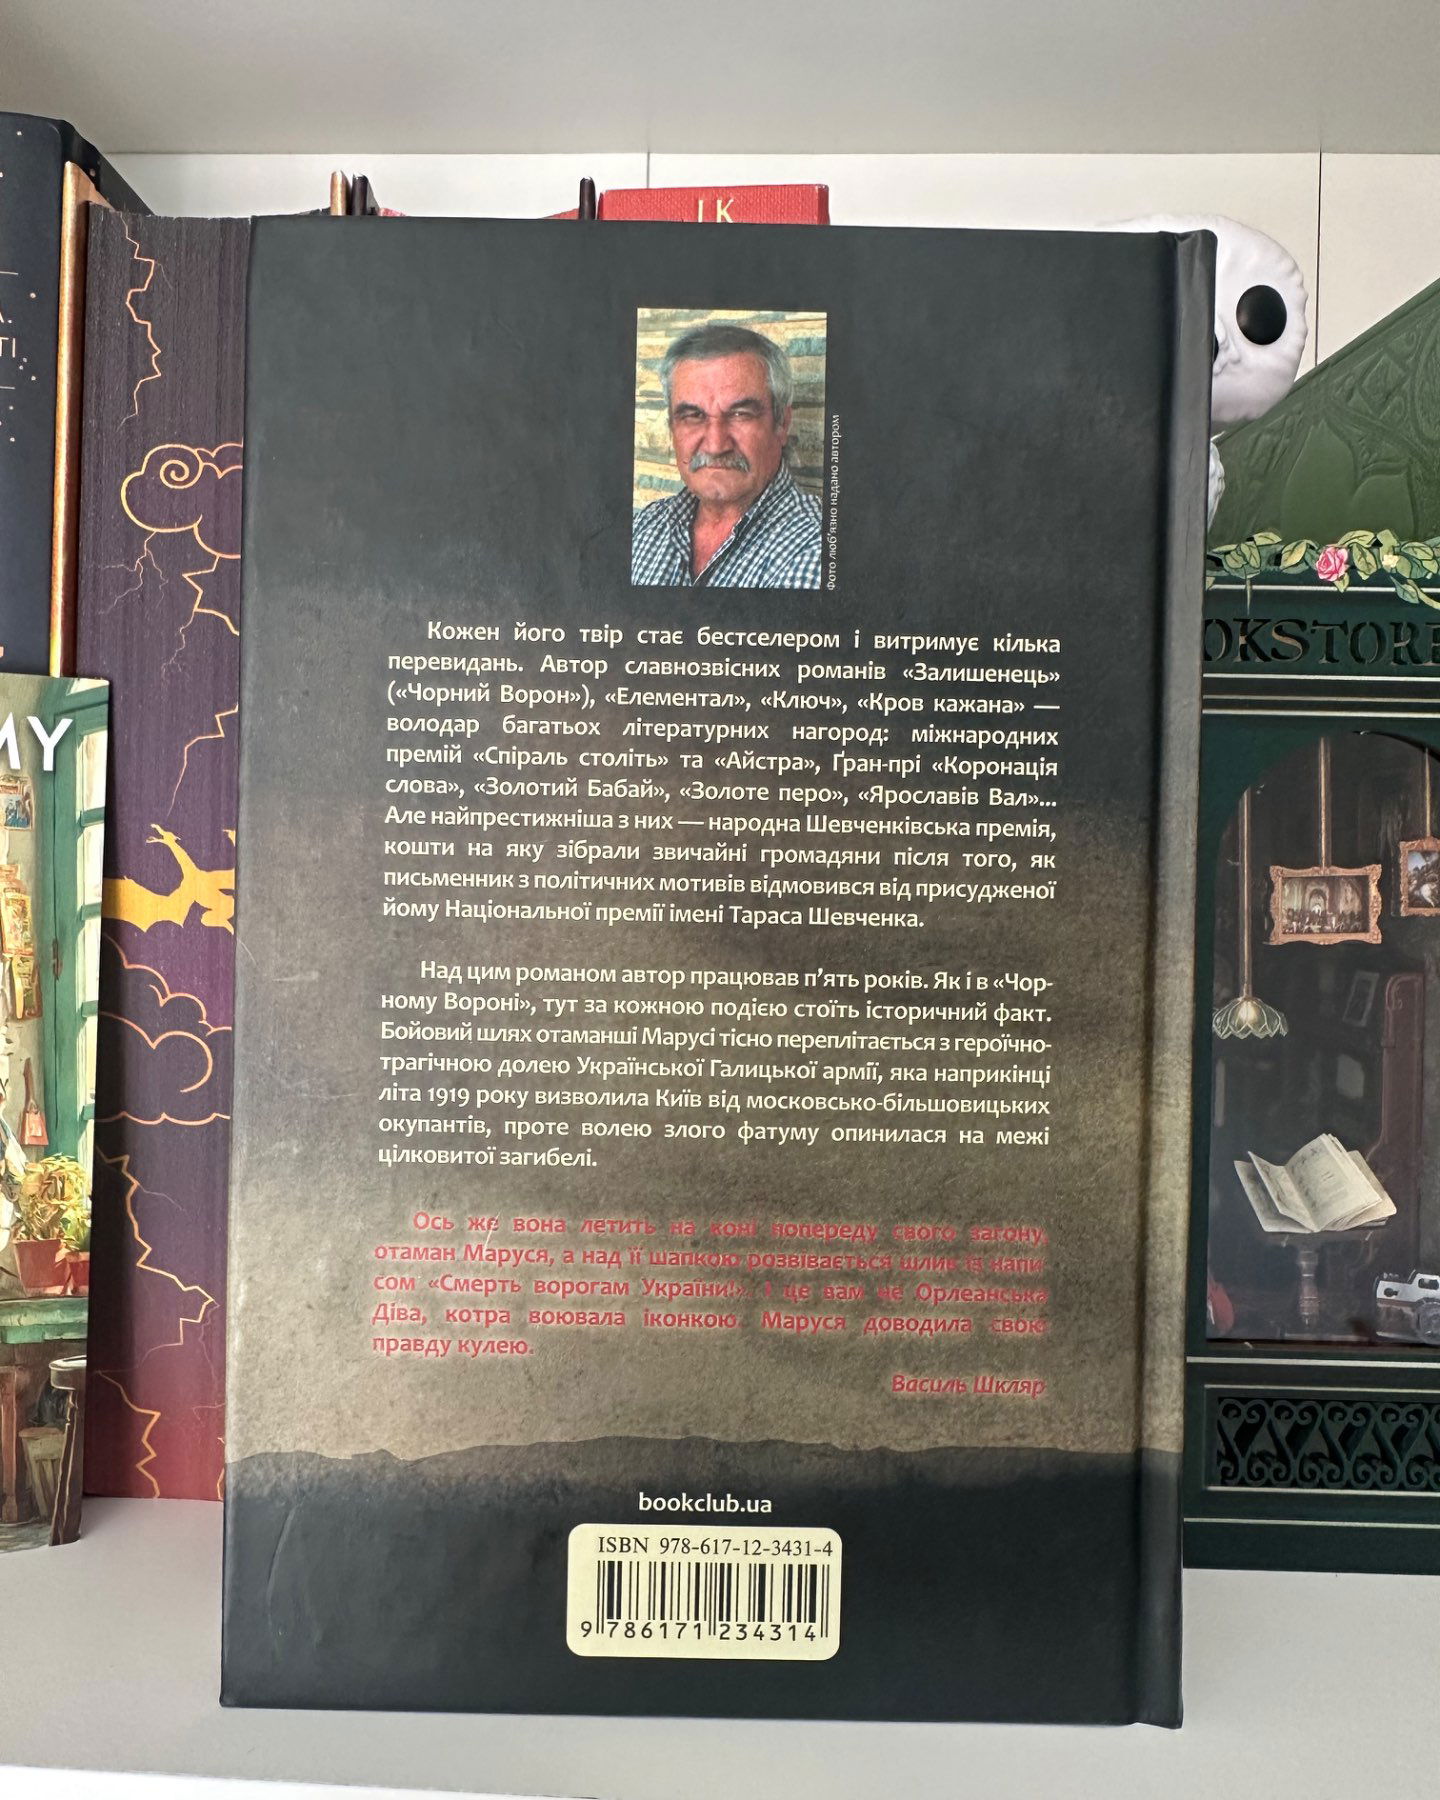 І К
А.
ТІ
MY
OKSTORE
Фото люб’язно надано автором
Кожен його твір стає бестселером і витримує кілька
перевидань. Автор славнозвісних романів «Залишенець»
(«Чорний Ворон»), «Елементал», «Ключ», «Кров кажана» —
володар багатьох літературних нагород: міжнародних
премій «Спіраль століть» та «Айстра», Ґран-прі «Коронація
слова», «Золотий Бабай», «Золоте перо», «Ярославів Вал»...
Але найпрестижніша з них — народна Шевченківська премія,
кошти на яку зібрали звичайні громадяни після того, як
письменник з політичних мотивів відмовився від присудженої
йому Національної премії імені Тараса Шевченка.
Над цим романом автор працював п’ять років. Як і в «Чор-
ному Вороні», тут за кожною подією стоїть історичний факт.
Бойовий шлях отаманші Марусі тісно переплітається з героїчно-
трагічною долею Української Галицької армії, яка наприкінці
літа 1919 року визволила Київ від московсько-більшовицьких
окупантів, проте волею злого фатуму опинилася на межі
цілковитої загибелі.
Ось же вона летить на коні попереду свого загону,
отаман Маруся, а над її шапкою розвівається шлик із напи-
сом «Смерть ворогам України!». І це вам не Орлеанська
Діва, котра воювала іконкою. Маруся доводила свою
правду кулею.
Василь Шкляр
bookclub.ua
ISBN 978-617-12-3431-4
9 786171 234314